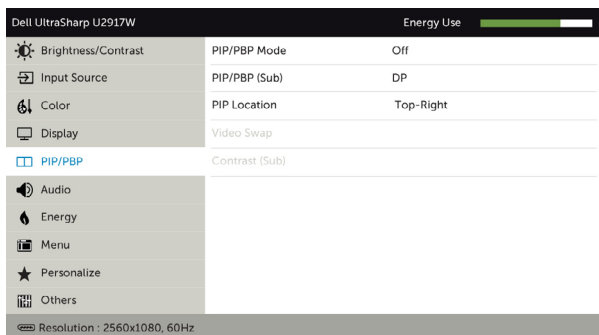 Dell UltraSharp U2917W Energy Use
Brightness/Contrast PIP/PBP Mode Off
Input Source PIP/PBP (Sub) DP
Color PIP Location Top-Right
Display Video Swap
PIP/PBP Contrast (Sub)
Audio
Energy
Menu
Personalize
Others
Resolution : 2560x1080, 60Hz